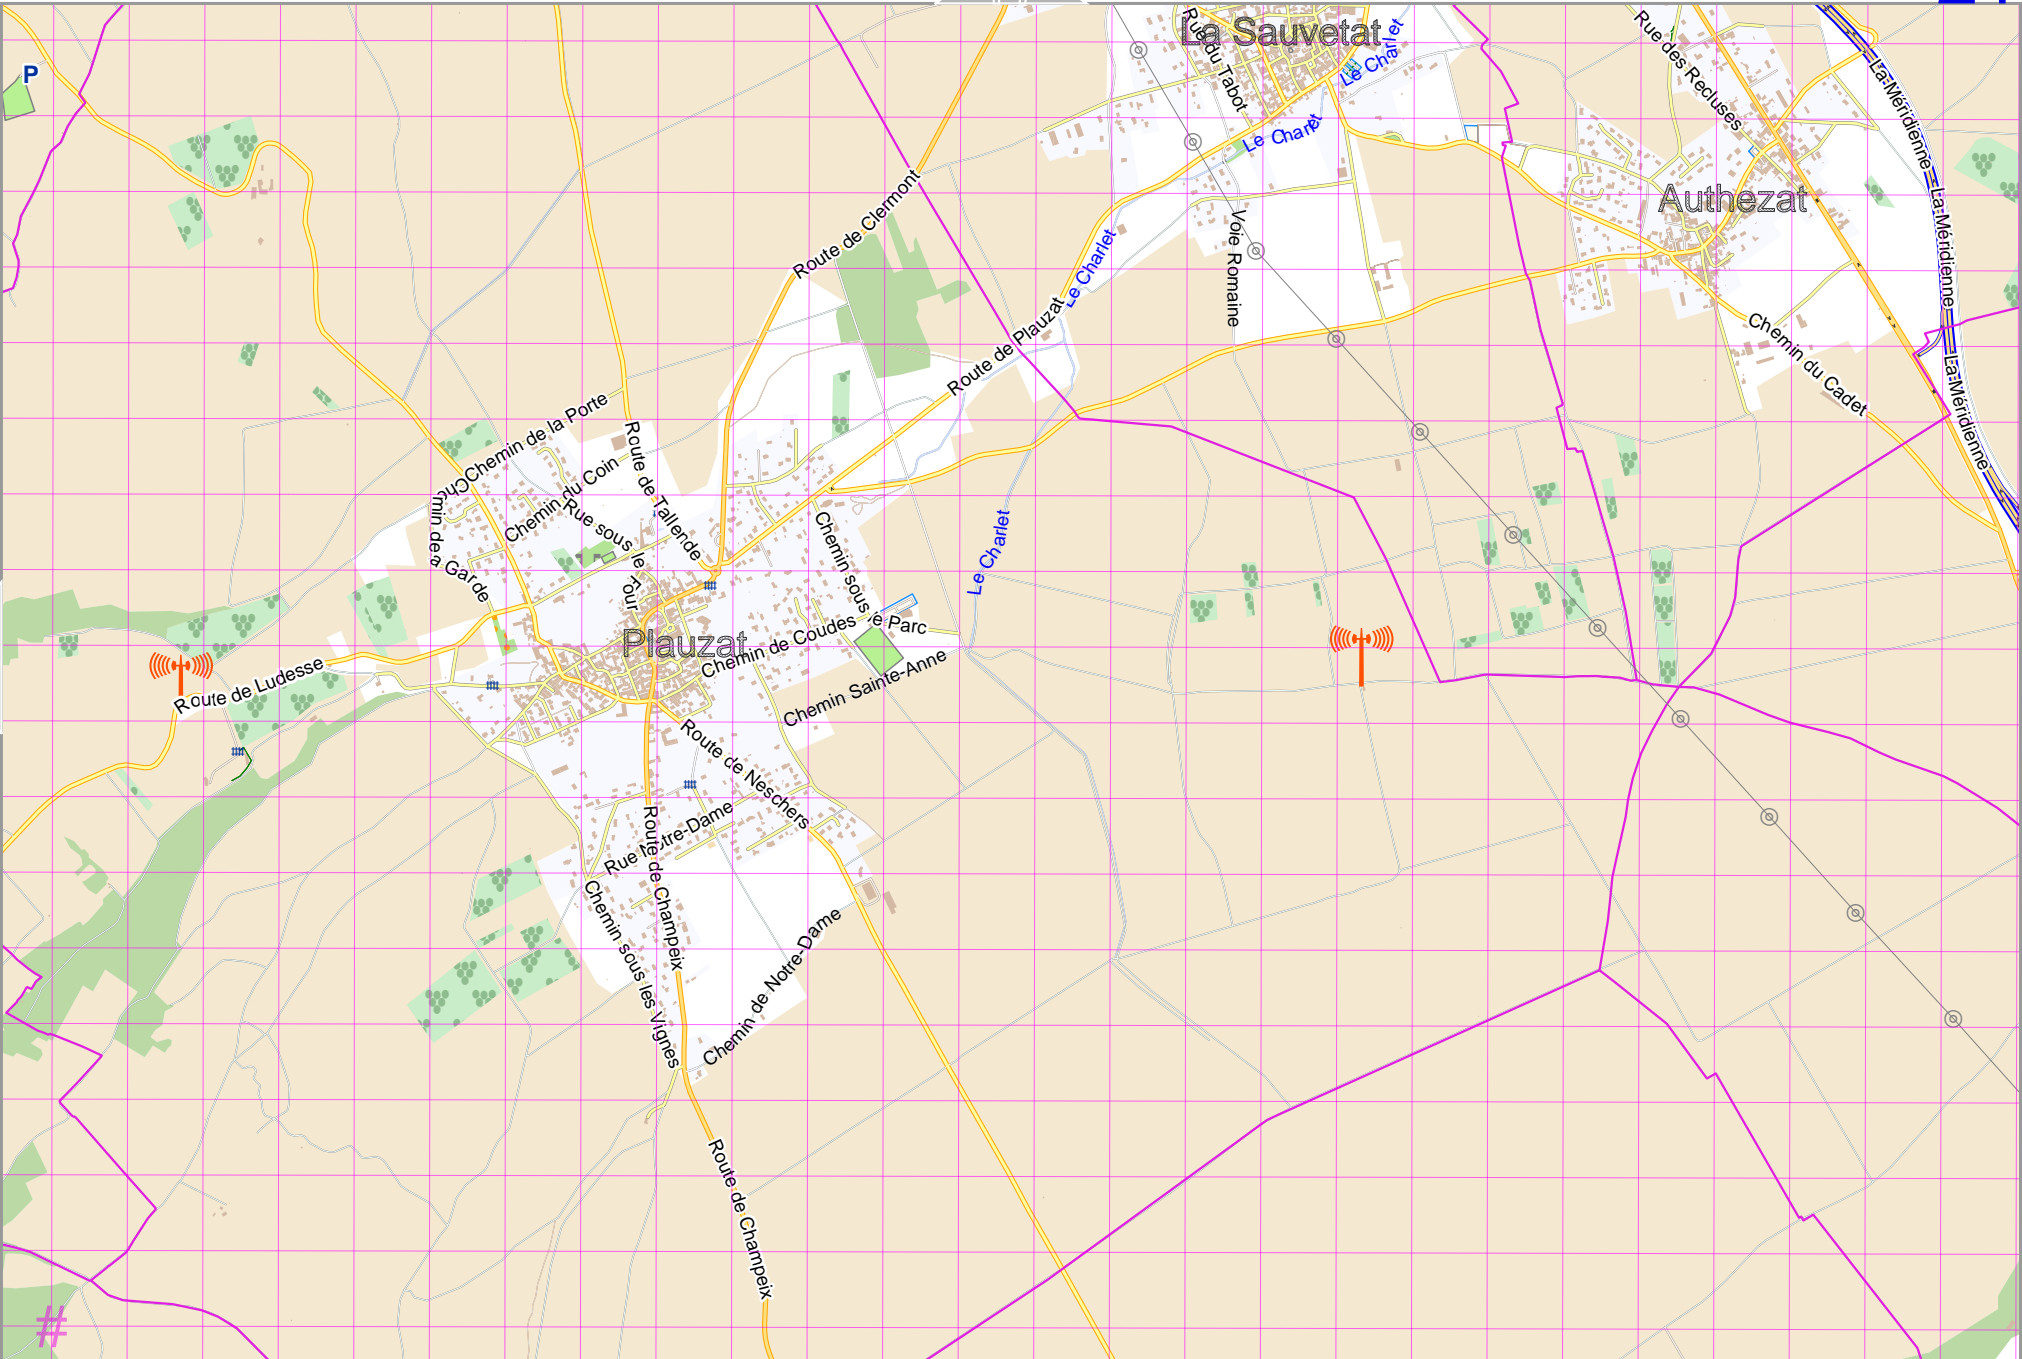 La Sauvetat
Le Charlet
Rue du Tabot
Rue des Recluses
P
Le Charlet
La Méridienne
Authezat
La Méridienne
Route de Clermont
Voie Romaine
Le Charlet
Route de Plauzat
Chemin du Cadet
La Méridienne
Chemin de la Porte
Route de Tallende
Chemin du Coin
Rue sous le Four
Chemin sous le Parc
Le Charlet
Plauzat
Chemin de Coudes
Route de Ludesse
Chemin Sainte-Anne
Route de Neschers
Rue Notre-Dame
Route de Champeix
Chemin sous les Vignes
Chemin de Notre-Dame
Route de Champeix
#